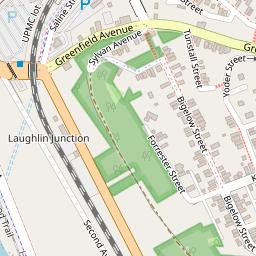 UPMC lot
Saline Str
Greenfield Avenue
Sylvan Avenue
P
P
Tunstall Street
Yoder Street
Bigelow Street
Laughlin Junction
Forrester Street
Bigelow Street
Second Av
d Trail